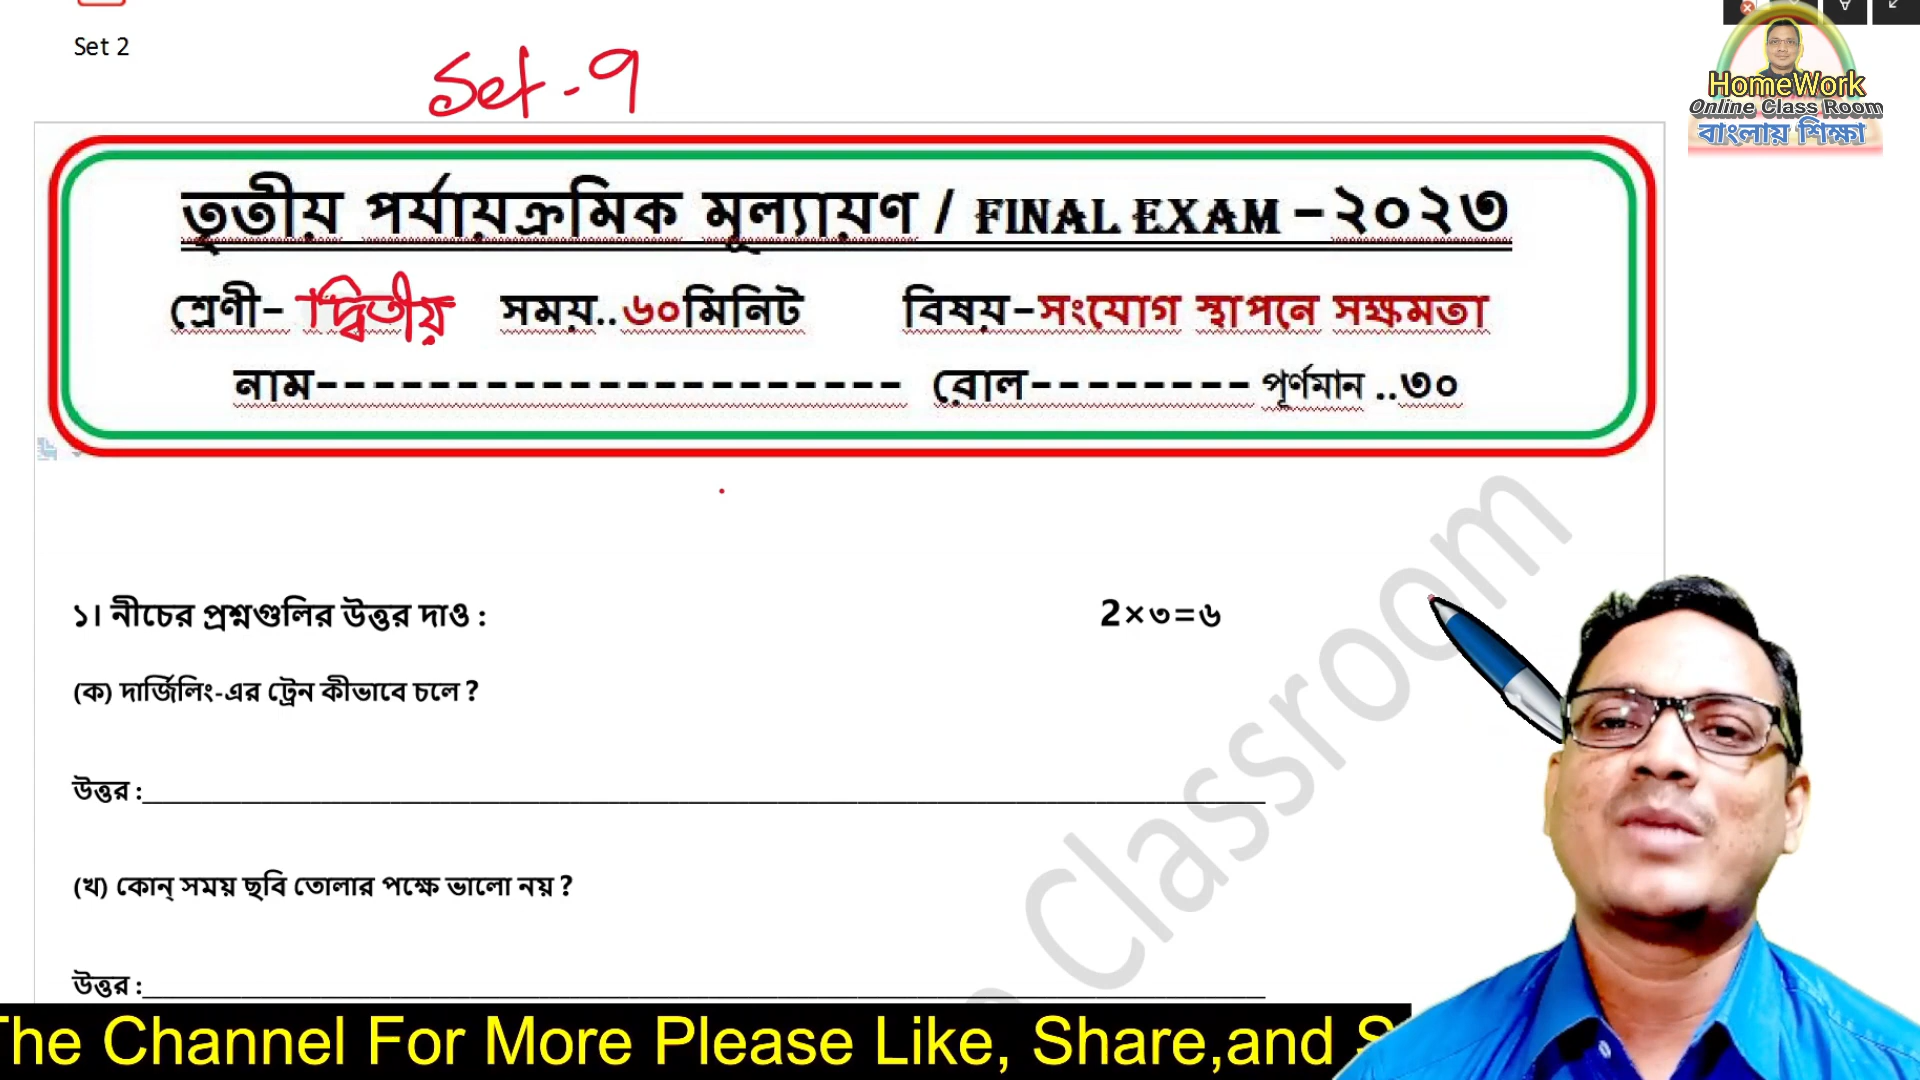 Set 2
Set - 9
HomeWork
Online Class Room
বাংলায় শিক্ষা
তৃতীয় পর্যায়ক্রমিক মূল্যায়ণ / FINAL EXAM -২০২৩
শ্রেণী- দ্বিতীয় সময়..৬০মিনিট বিষয়-সংযোগ স্থাপনে সক্ষমতা
নাম--------------------- রোল-------- পূর্ণমান ..৩০
১। নীচের প্রশ্নগুলির উত্তর দাও : 2×৩=৬
(ক) দার্জিলিং-এর ট্রেন কীভাবে চলে ?
উত্তর :
(খ) কোন্ সময় ছবি তোলার পক্ষে ভালো নয় ?
উত্তর :
Classroom
The Channel For More Please Like, Share,and S